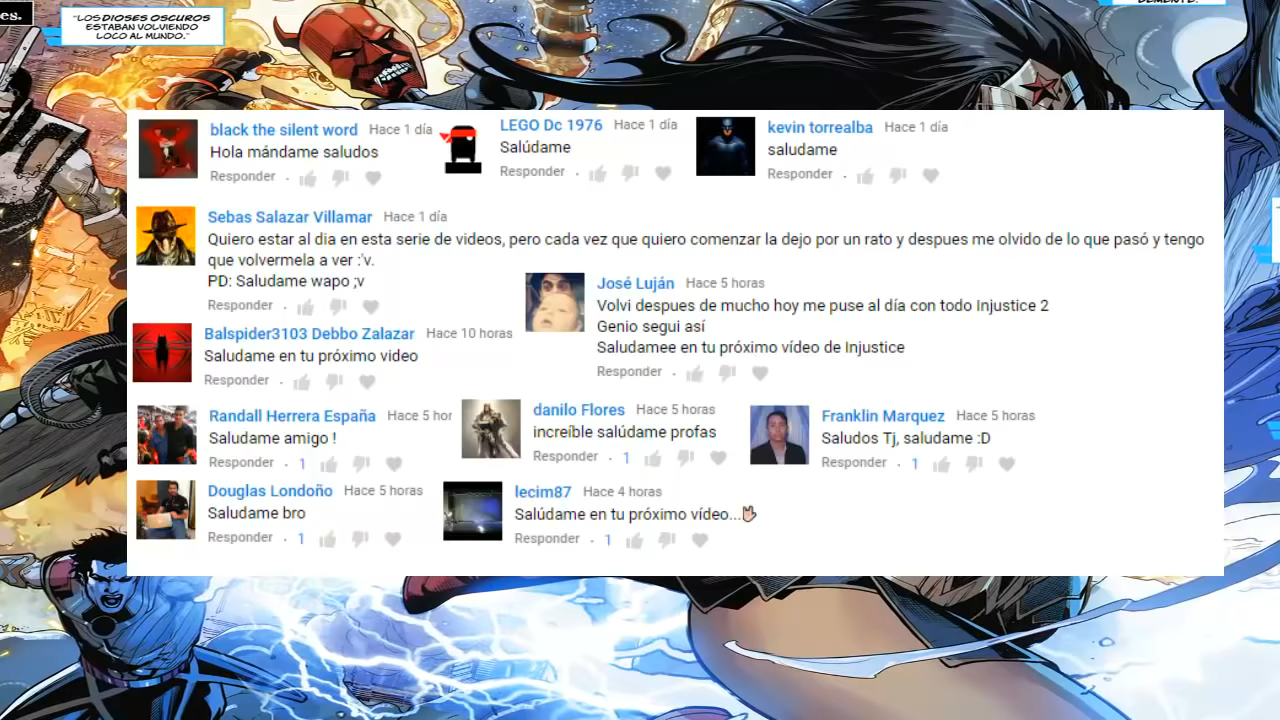 es.
"LOS DIOSES OSCUROS
ESTABAN VOLVIENDO
LOCO AL MUNDO."
DEMENTE.
black the silent word Hace 1 día
Hola mándame saludos
Responder
LEGO Dc 1976 Hace 1 día
Salúdame
Responder
kevin torrealba Hace 1 día
saludame
Responder
Sebas Salazar Villamar Hace 1 día
Quiero estar al dia en esta serie de videos, pero cada vez que quiero comenzar la dejo por un rato y despues me olvido de lo que pasó y tengo
que volvermela a ver :'v.
PD: Saludame wapo ;v
Responder
José Luján Hace 5 horas
Volvi despues de mucho hoy me puse al día con todo Injustice 2
Genio segui así
Saludamee en tu próximo vídeo de Injustice
Responder
Balspider3103 Debbo Zalazar Hace 10 horas
Saludame en tu próximo video
Responder
Randall Herrera España Hace 5 hor
Saludame amigo !
Responder · 1
danilo Flores Hace 5 horas
increíble salúdame profas
Responder · 1
Franklin Marquez Hace 5 horas
Saludos Tj, saludame :D
Responder · 1
Douglas Londoño Hace 5 horas
Saludame bro
Responder · 1
lecim87 Hace 4 horas
Salúdame en tu próximo vídeo...🤟
Responder · 1